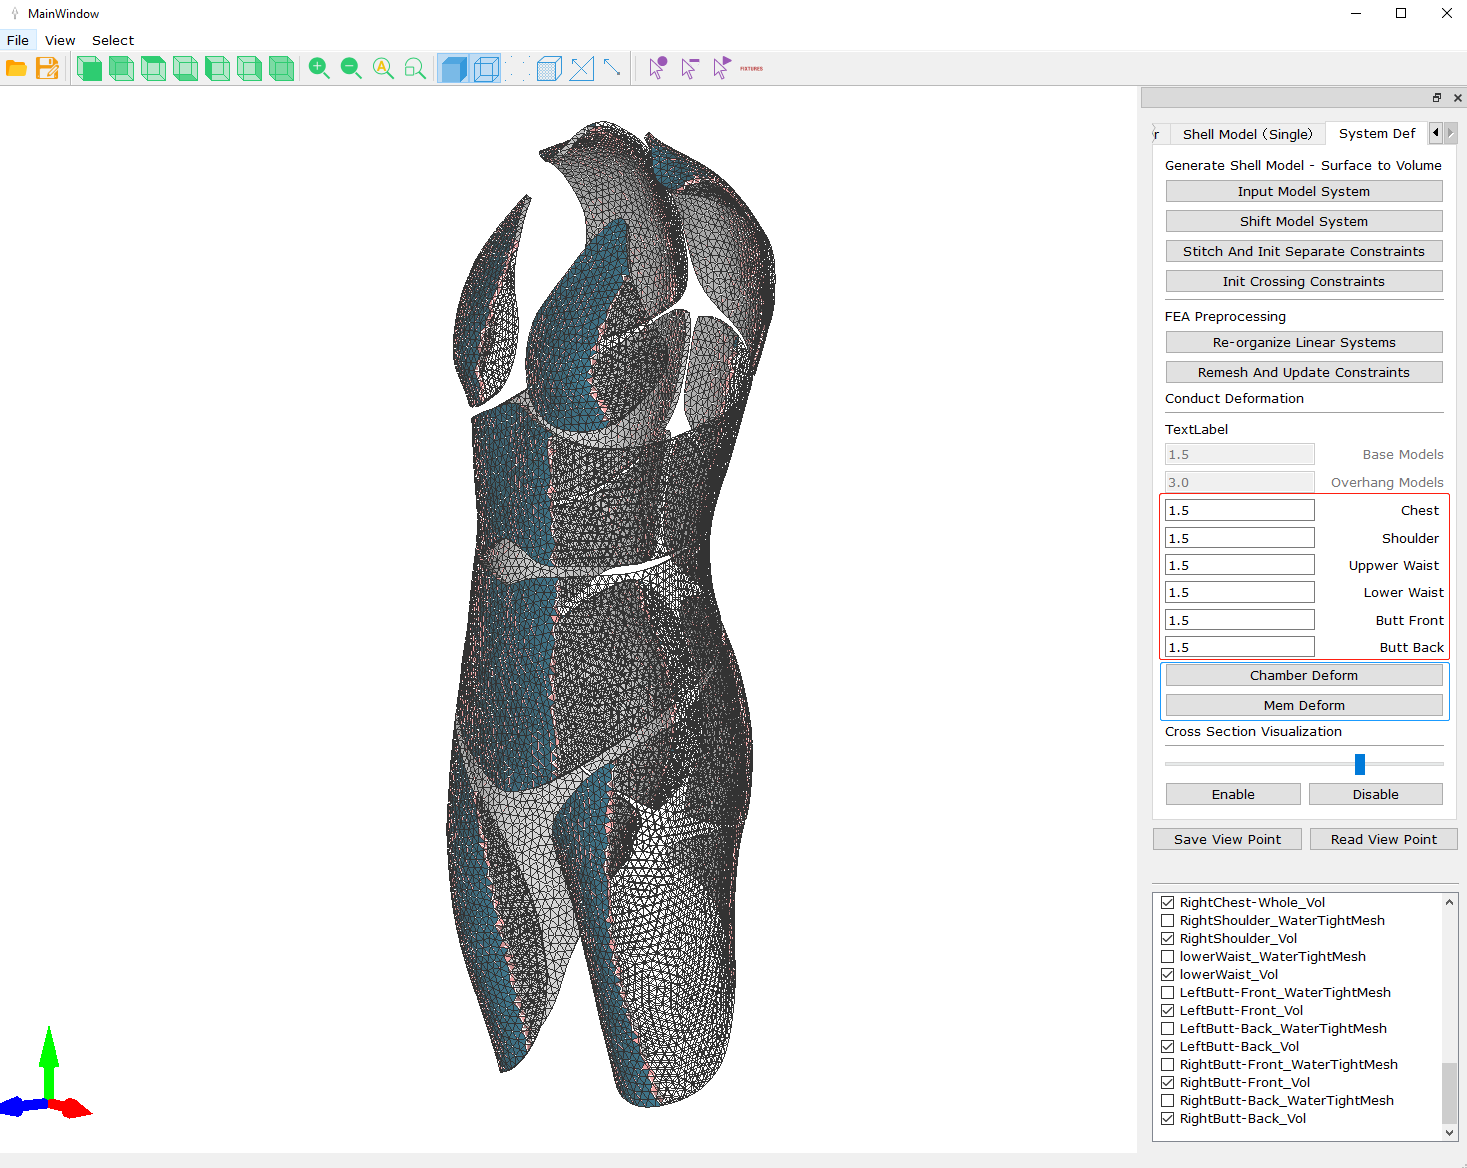 MainWindow
File View Select
FIXTURES
r Shell Model (Single) System Def
Generate Shell Model - Surface to Volume
Input Model System
Shift Model System
Stitch And Init Separate Constraints
Init Crossing Constraints
FEA Preprocessing
Re-organize Linear Systems
Remesh And Update Constraints
Conduct Deformation
TextLabel
1.5 Base Models
3.0 Overhang Models
1.5 Chest
1.5 Shoulder
1.5 Uppwer Waist
1.5 Lower Waist
1.5 Butt Front
1.5 Butt Back
Chamber Deform
Mem Deform
Cross Section Visualization
Enable Disable
Save View Point Read View Point
RightChest-Whole_Vol
RightShoulder_WaterTightMesh
RightShoulder_Vol
lowerWaist_WaterTightMesh
lowerWaist_Vol
LeftButt-Front_WaterTightMesh
LeftButt-Front_Vol
LeftButt-Back_WaterTightMesh
LeftButt-Back_Vol
RightButt-Front_WaterTightMesh
RightButt-Front_Vol
RightButt-Back_WaterTightMesh
RightButt-Back_Vol